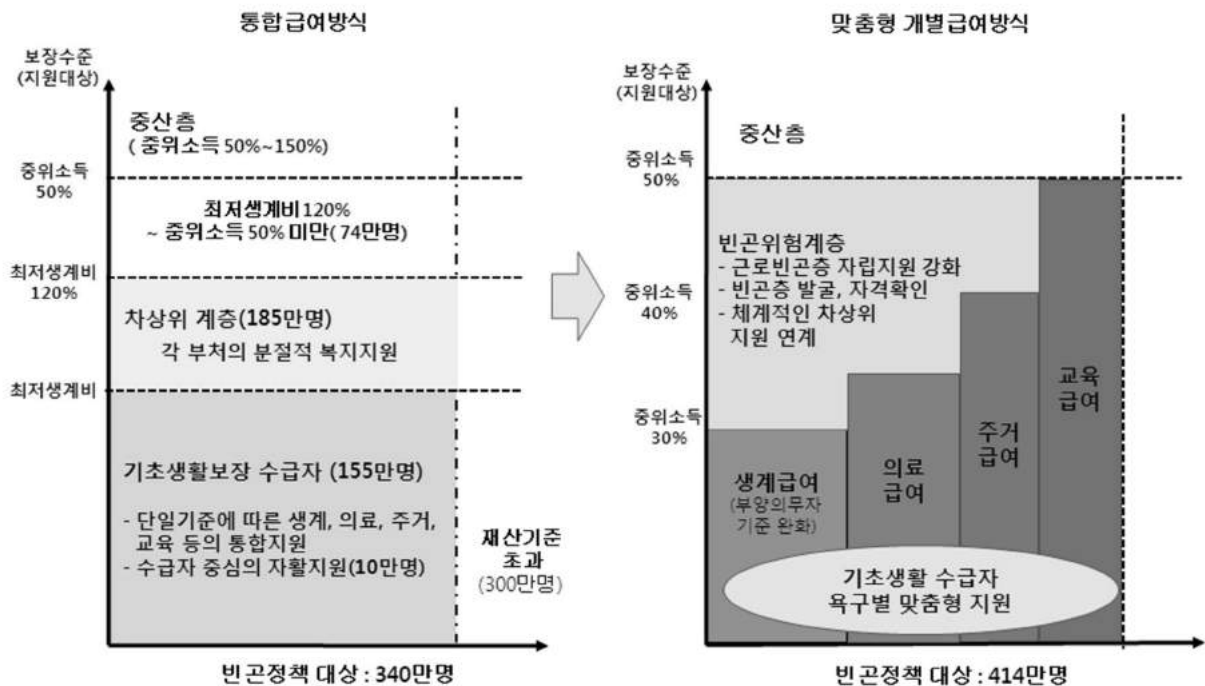 통합급여방식
보장수준
(지원대상)
중산층
( 중위소득 50%~150%)
중위소득
50%
최저생계비 120%
~ 중위소득 50% 미만( 74만명)
최저생계비
120%
차상위 계층(185만명)
각 부처의 분절적 복지지원
최저생계비
기초생활보장 수급자 (155만명)
- 단일기준에 따른 생계, 의료, 주거,
교육 등의 통합지원
- 수급자 중심의 자활지원(10만명)
재산기준
초과
(300만명)
빈곤정책 대상 : 340만명
맞춤형 개별급여방식
보장수준
(지원대상)
중산층
중위소득
50%
빈곤위험계층
- 근로빈곤층 자립지원 강화
- 빈곤층 발굴, 자격확인
- 체계적인 차상위
지원 연계
중위소득
40%
중위소득
30%
생계급여
(부양의무자
기준 완화)
의료
급여
주거
급여
교육
급여
기초생활 수급자
욕구별 맞춤형 지원
빈곤정책 대상 : 414만명